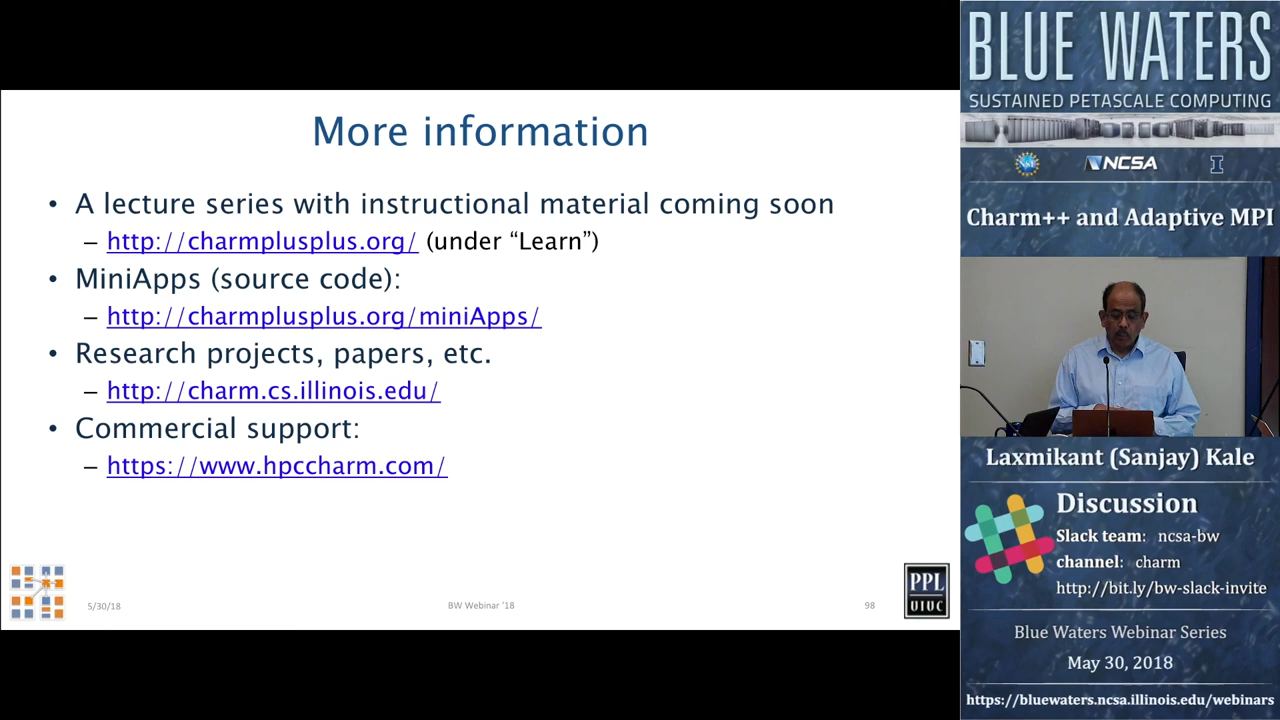 More information
• A lecture series with instructional material coming soon
– http://charmplusplus.org/ (under “Learn”)
• MiniApps (source code):
– http://charmplusplus.org/miniApps/
• Research projects, papers, etc.
– http://charm.cs.illinois.edu/
• Commercial support:
– https://www.hpccharm.com/
5/30/18
BW Webinar ‘18
98
PPL
UIUC
BLUE WATERS
SUSTAINED PETASCALE COMPUTING
NSF
NCSA
I
Charm++ and Adaptive MPI
Laxmikant (Sanjay) Kale
Discussion
Slack team: ncsa-bw
channel: charm
http://bit.ly/bw-slack-invite
Blue Waters Webinar Series
May 30, 2018
https://bluewaters.ncsa.illinois.edu/webinars